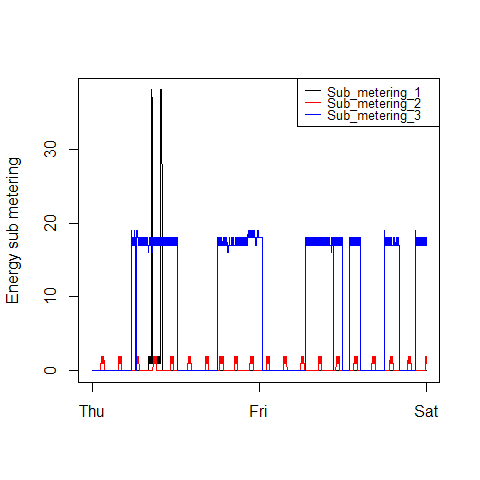 Sub_metering_1
Sub_metering_2
Sub_metering_3
Energy sub metering
30
20
10
0
Thu Fri Sat